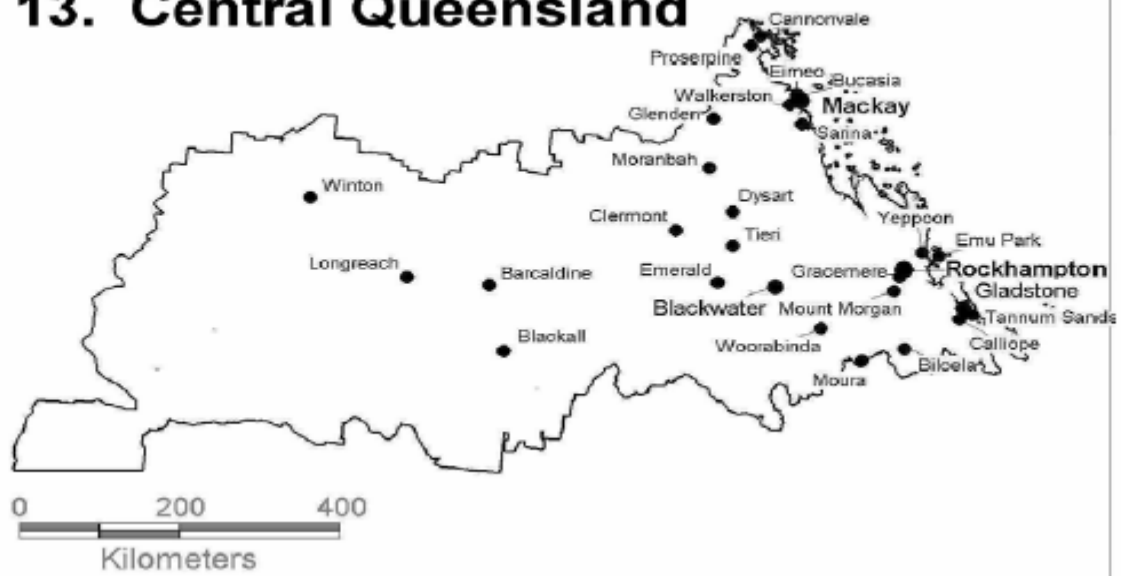 13. Central Queensland
Cannonvale
Proserpine
Eimeo
Bucasia
Walkerston
Mackay
Glenden
Sarina
Moranbah
Winton
Dysart
Clermont
Yeppoon
Tieri
Emu Park
Longreach
Barcaldine
Emerald
Gracemere
Rockhampton
Gladstone
Blackwater
Mount Morgan
Tannum Sands
Blackall
Woorabinda
Calliope
Biloela
Moura
0 200 400
Kilometers